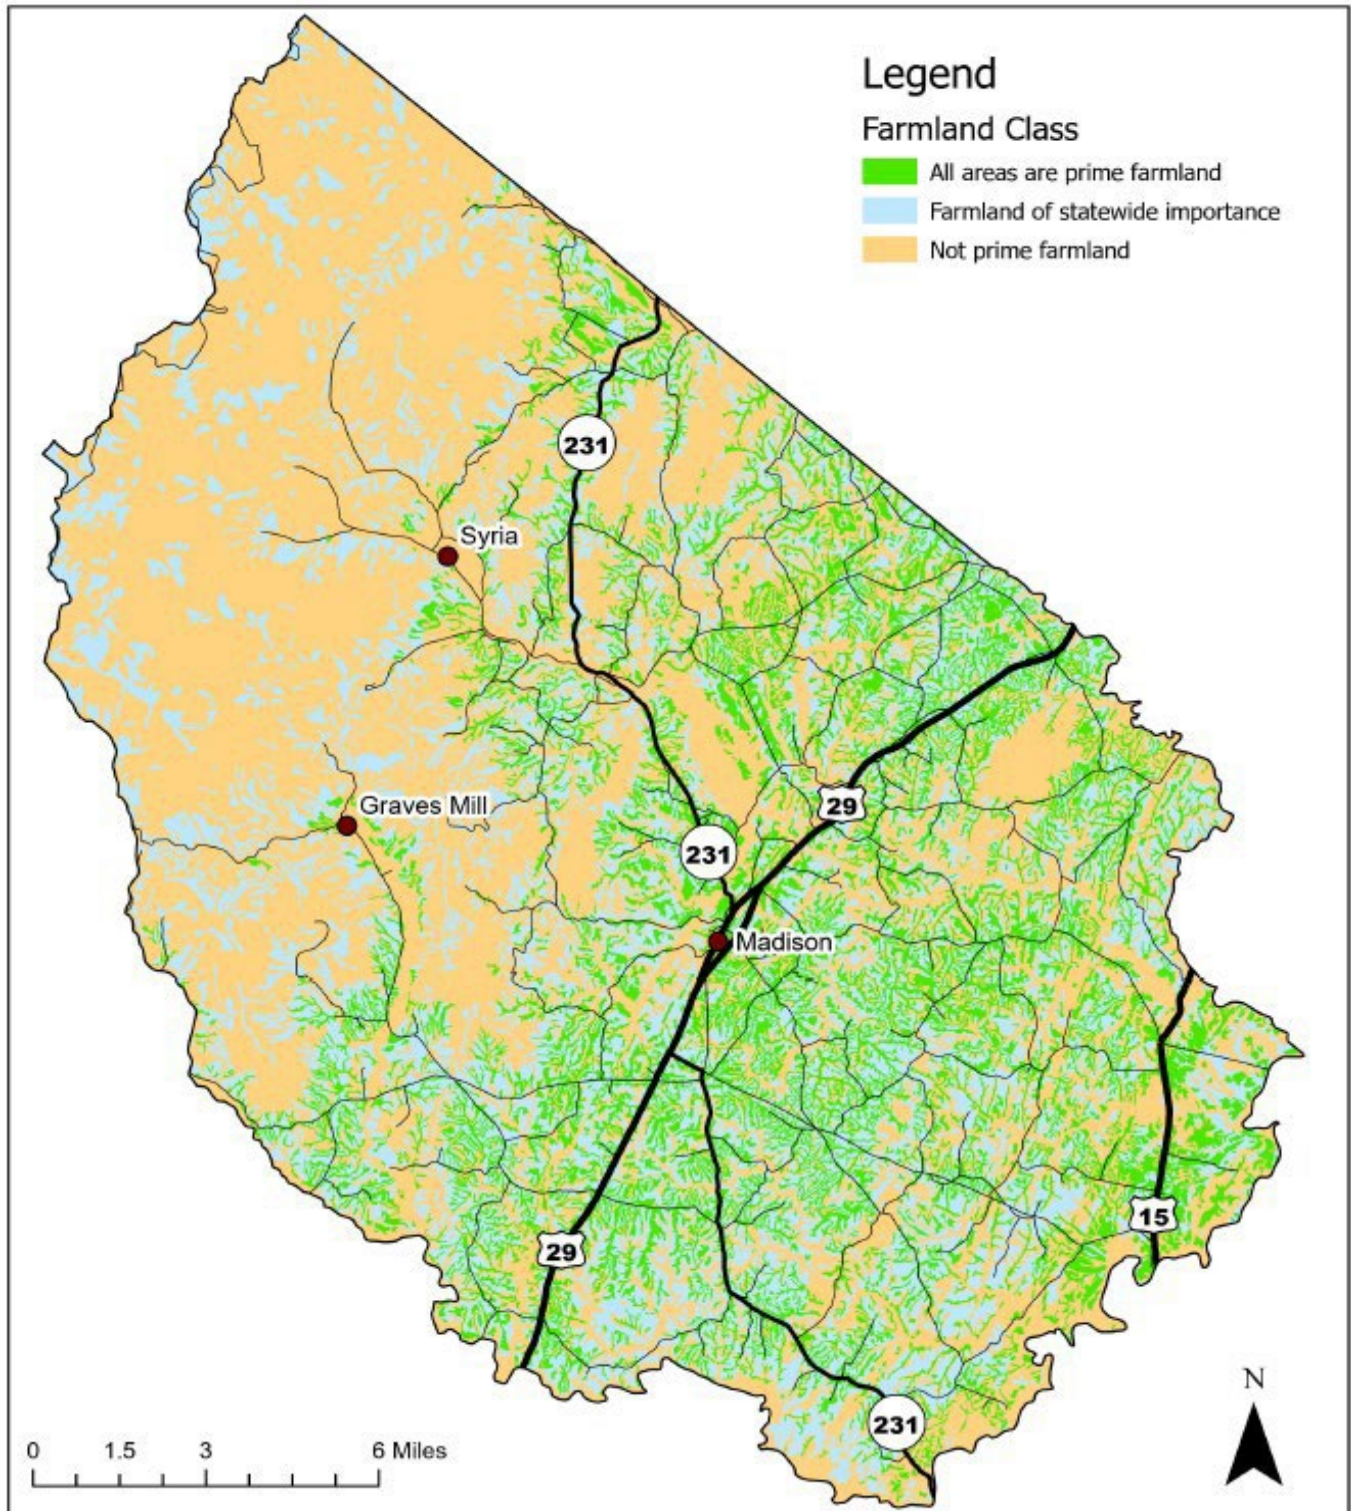 Legend
Farmland Class
All areas are prime farmland
Farmland of statewide importance
Not prime farmland
231
Syria
Graves Mill
29
231
Madison
15
29
231
N
0 1.5 3 6 Miles